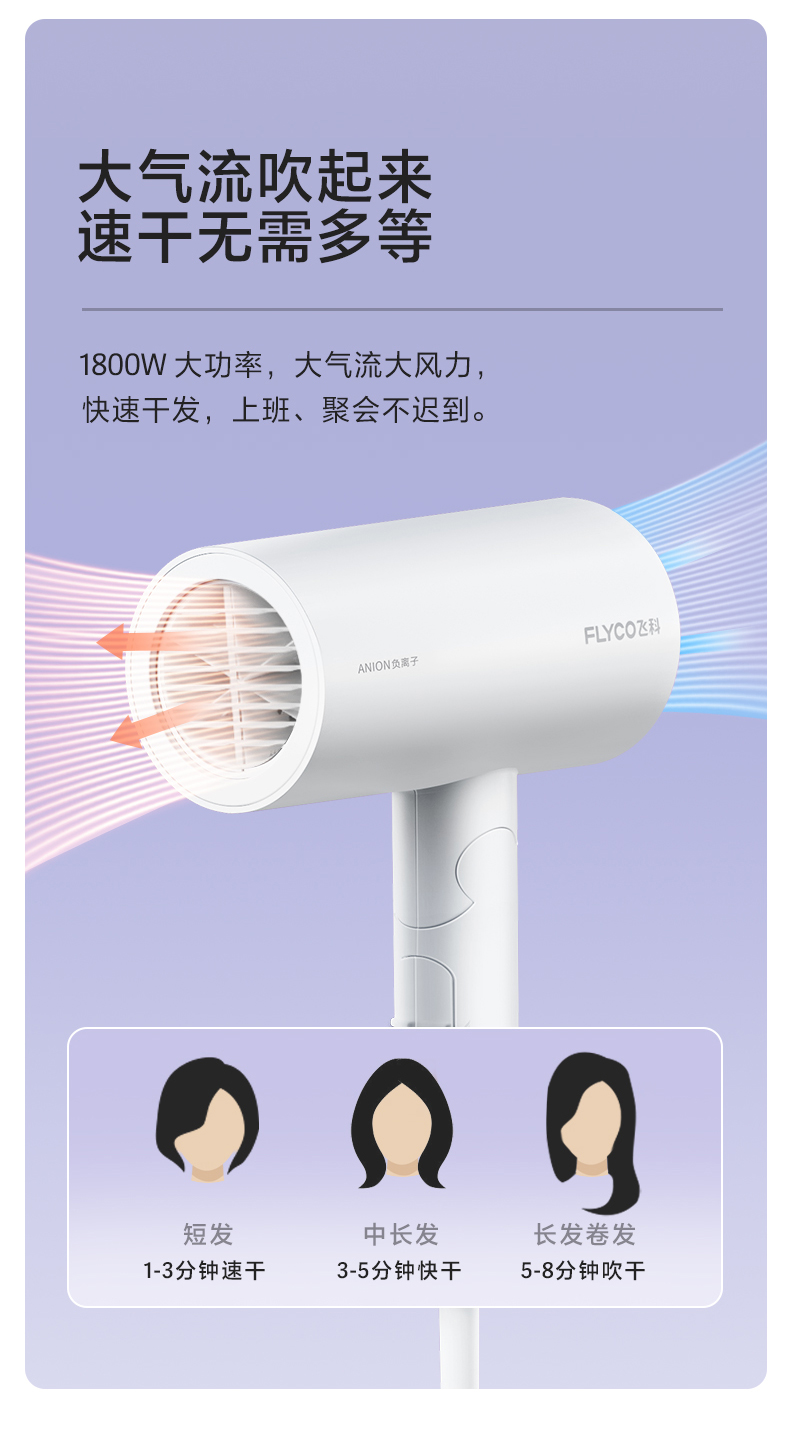 大气流吹起来
速干无需多等
1800W 大功率，大气流大风力，
快速干发，上班、聚会不迟到。
FLYCO飞科
ANION负离子
短发
1-3分钟速干
中长发
3-5分钟快干
长发卷发
5-8分钟吹干